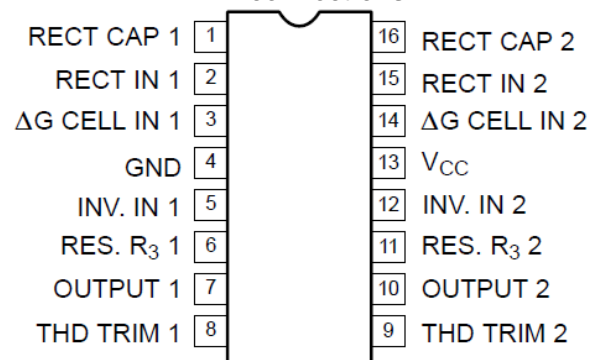 RECT CAP 1 1 16 RECT CAP 2
RECT IN 1 2 15 RECT IN 2
ΔG CELL IN 1 3 14 ΔG CELL IN 2
GND 4 13 VCC
INV. IN 1 5 12 INV. IN 2
RES. R3 1 6 11 RES. R3 2
OUTPUT 1 7 10 OUTPUT 2
THD TRIM 1 8 9 THD TRIM 2